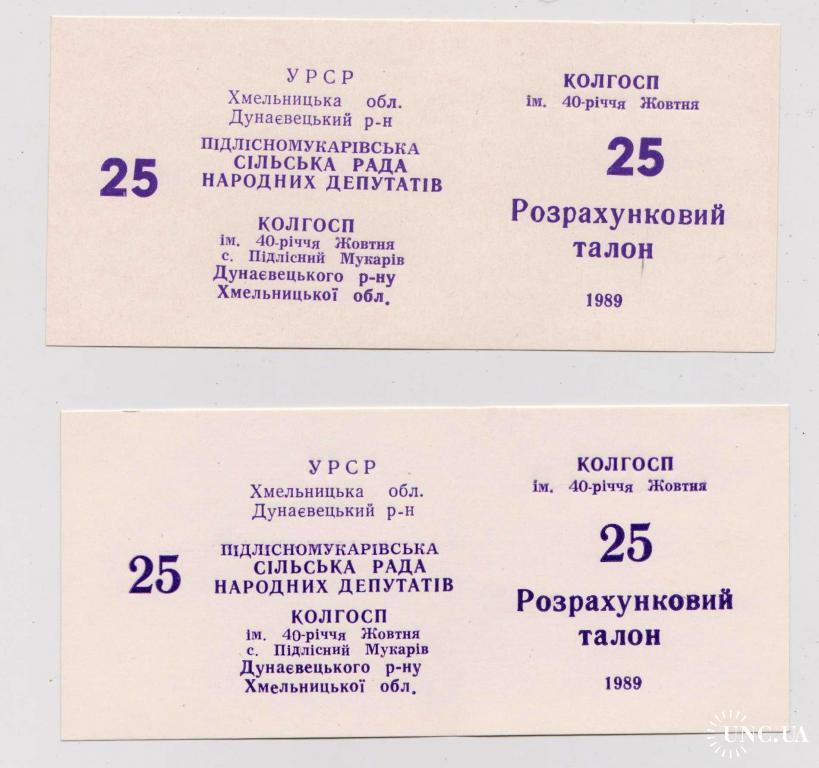 УРСР
Хмельницька обл.
Дунаєвецький р-н
ПІДЛІСНОМУКАРІВСЬКА
СІЛЬСЬКА РАДА
НАРОДНИХ ДЕПУТАТІВ
25
КОЛГОСП
ім. 40-річчя Жовтня
с. Підлісний Мукарів
Дунаєвецького р-ну
Хмельницької обл.
КОЛГОСП
ім. 40-річчя Жовтня
25
Розрахунковий
талон
1989
УРСР
Хмельницька обл.
Дунаєвецький р-н
ПІДЛІСНОМУКАРІВСЬКА
СІЛЬСЬКА РАДА
НАРОДНИХ ДЕПУТАТІВ
25
КОЛГОСП
ім. 40-річчя Жовтня
с. Підлісний Мукарів
Дунаєвецького р-ну
Хмельницької обл.
КОЛГОСП
ім. 40-річчя Жовтня
25
Розрахунковий
талон
1989
UNC.UA